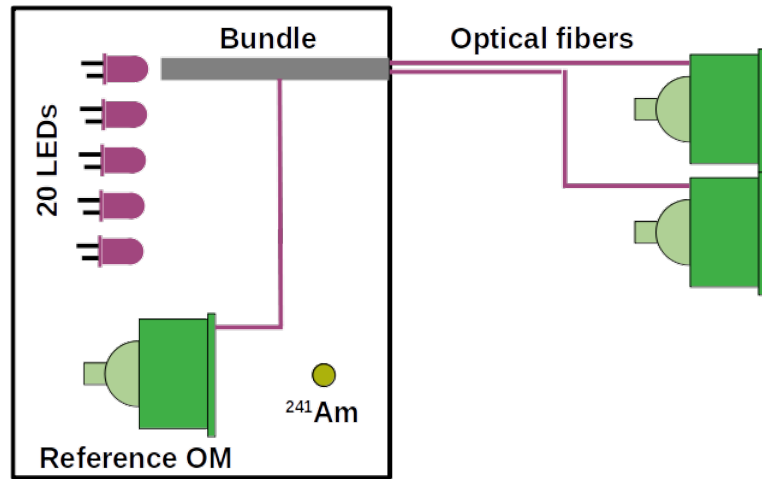 Bundle
Optical fibers
20 LEDs
²⁴¹Am
Reference OM